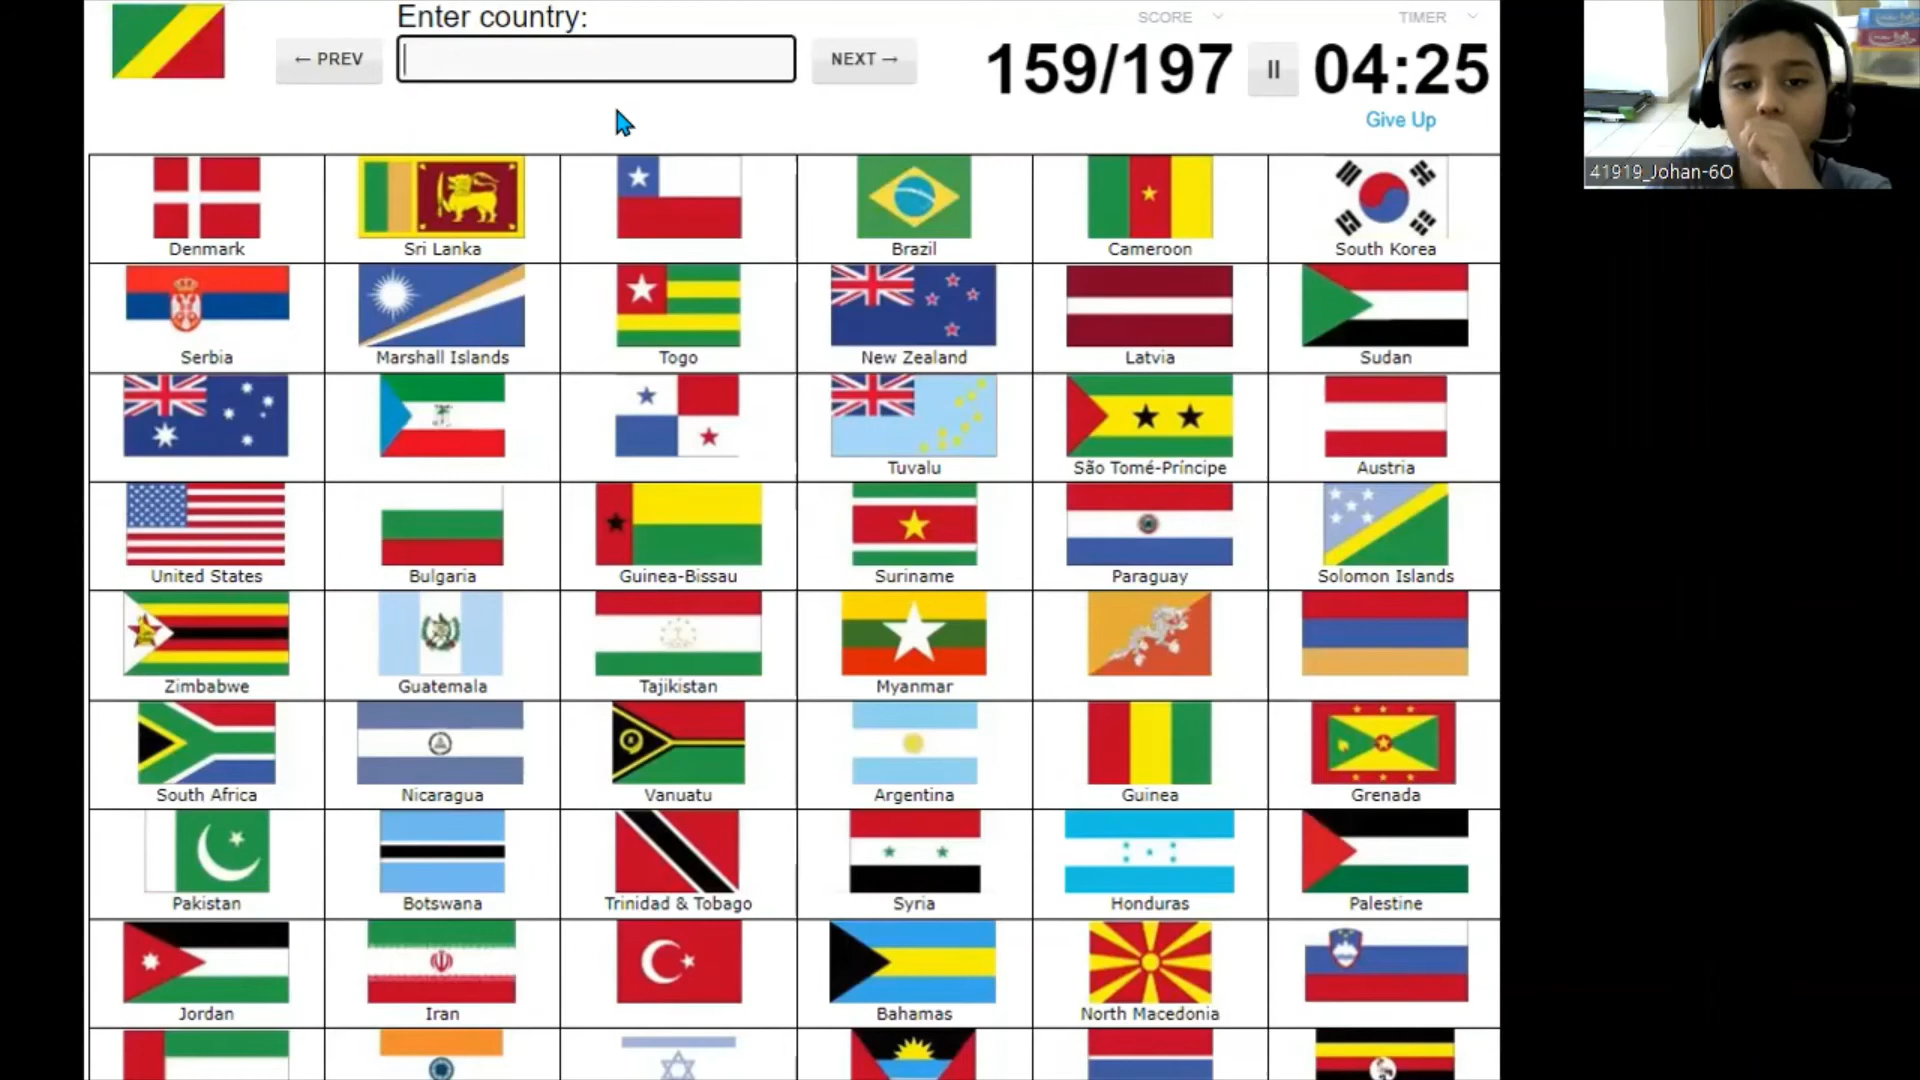 Enter country:
SCORE
TIMER
← PREV
NEXT →
159/197
04:25
Give Up
41919_Johan-6O
Denmark
Sri Lanka
Brazil
Cameroon
South Korea
Serbia
Marshall Islands
Togo
New Zealand
Latvia
Sudan
Tuvalu
São Tomé-Príncipe
Austria
United States
Bulgaria
Guinea-Bissau
Suriname
Paraguay
Solomon Islands
Zimbabwe
Guatemala
Tajikistan
Myanmar
South Africa
Nicaragua
Vanuatu
Argentina
Guinea
Grenada
Pakistan
Botswana
Trinidad & Tobago
Syria
Honduras
Palestine
Jordan
Iran
Bahamas
North Macedonia